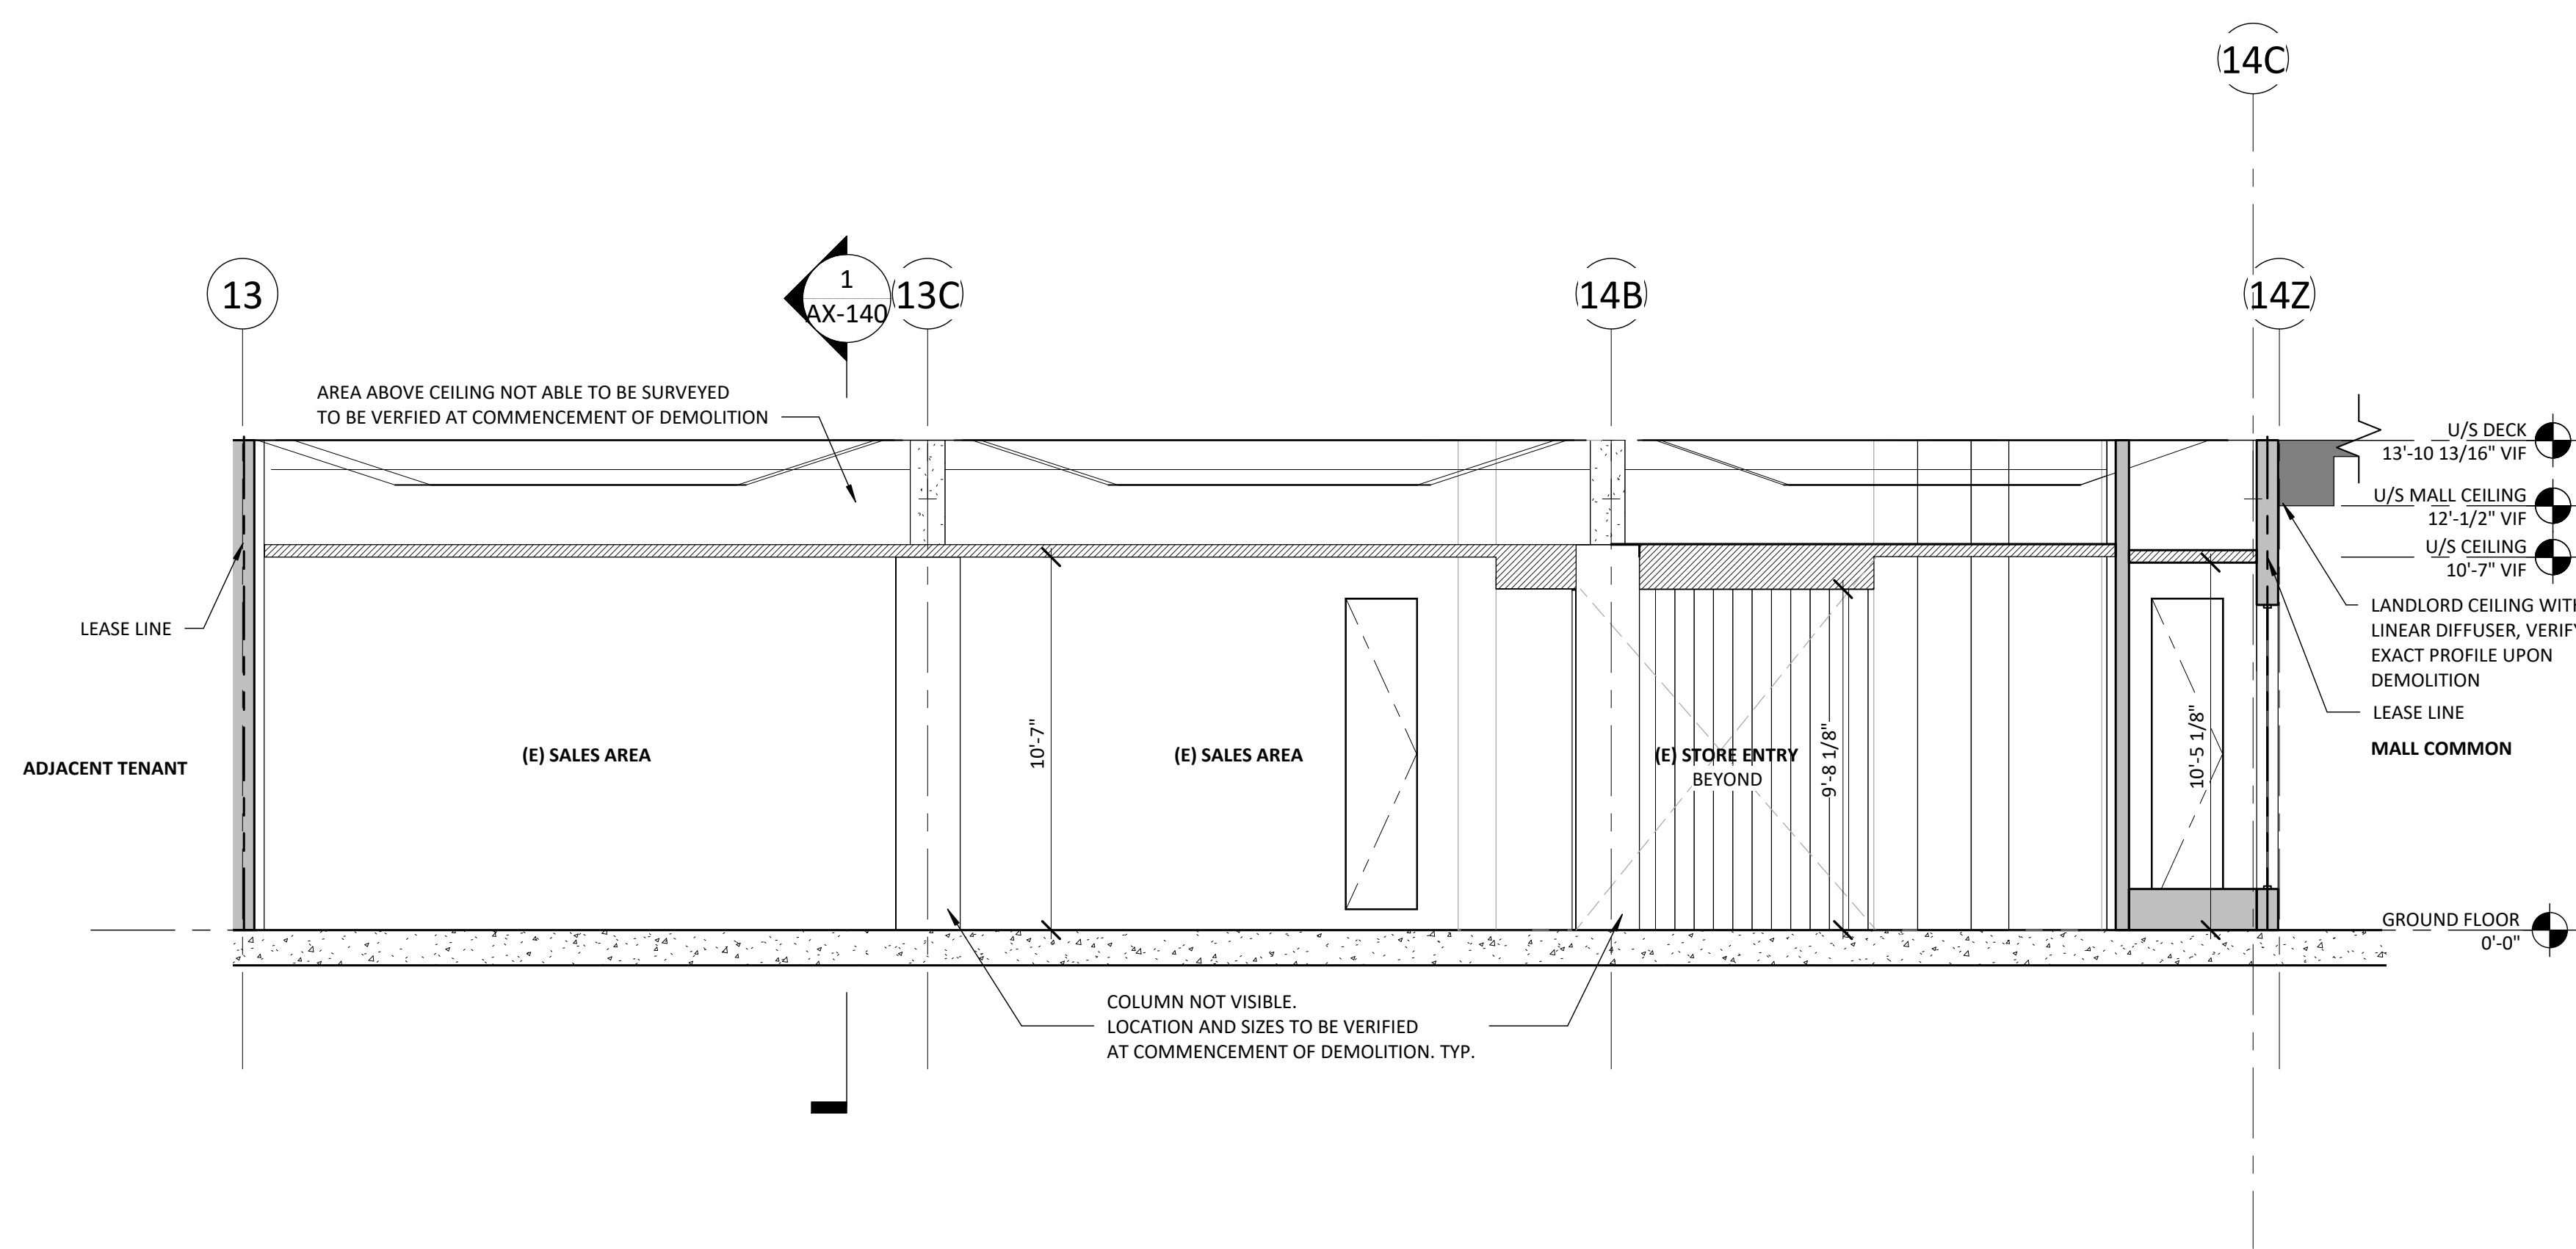 14C
13
1
AX-140
13C
14B
14Z
AREA ABOVE CEILING NOT ABLE TO BE SURVEYED
TO BE VERFIED AT COMMENCEMENT OF DEMOLITION
U/S DECK
13'-10 13/16" VIF
U/S MALL CEILING
12'-1/2" VIF
U/S CEILING
10'-7" VIF
LEASE LINE
LANDLORD CEILING WITH
LINEAR DIFFUSER, VERIFY
EXACT PROFILE UPON
DEMOLITION
LEASE LINE
MALL COMMON
ADJACENT TENANT
(E) SALES AREA
10'-7"
(E) SALES AREA
(E) STORE ENTRY
BEYOND
9'-8 1/8"
10'-5 1/8"
GROUND FLOOR
0'-0"
COLUMN NOT VISIBLE.
LOCATION AND SIZES TO BE VERIFIED
AT COMMENCEMENT OF DEMOLITION. TYP.